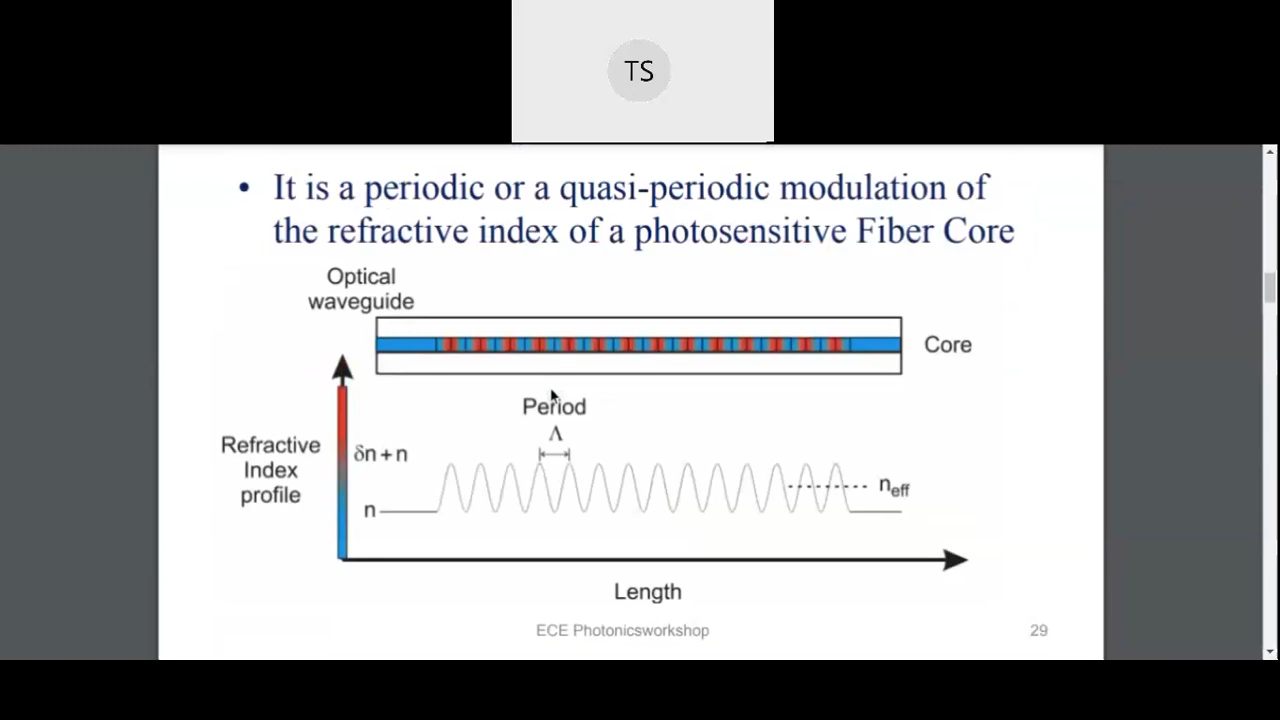 TS
• It is a periodic or a quasi-periodic modulation of
the refractive index of a photosensitive Fiber Core
Optical
waveguide
Core
Period
Λ
Refractive
Index
profile
δn + n
n
neff
Length
ECE Photonicsworkshop
29